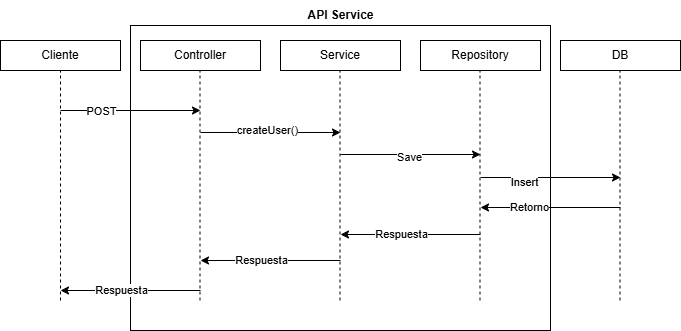 API Service
Cliente
Controller
Service
Repository
DB
POST
createUser()
Save
Insert
Retorno
Respuesta
Respuesta
Respuesta